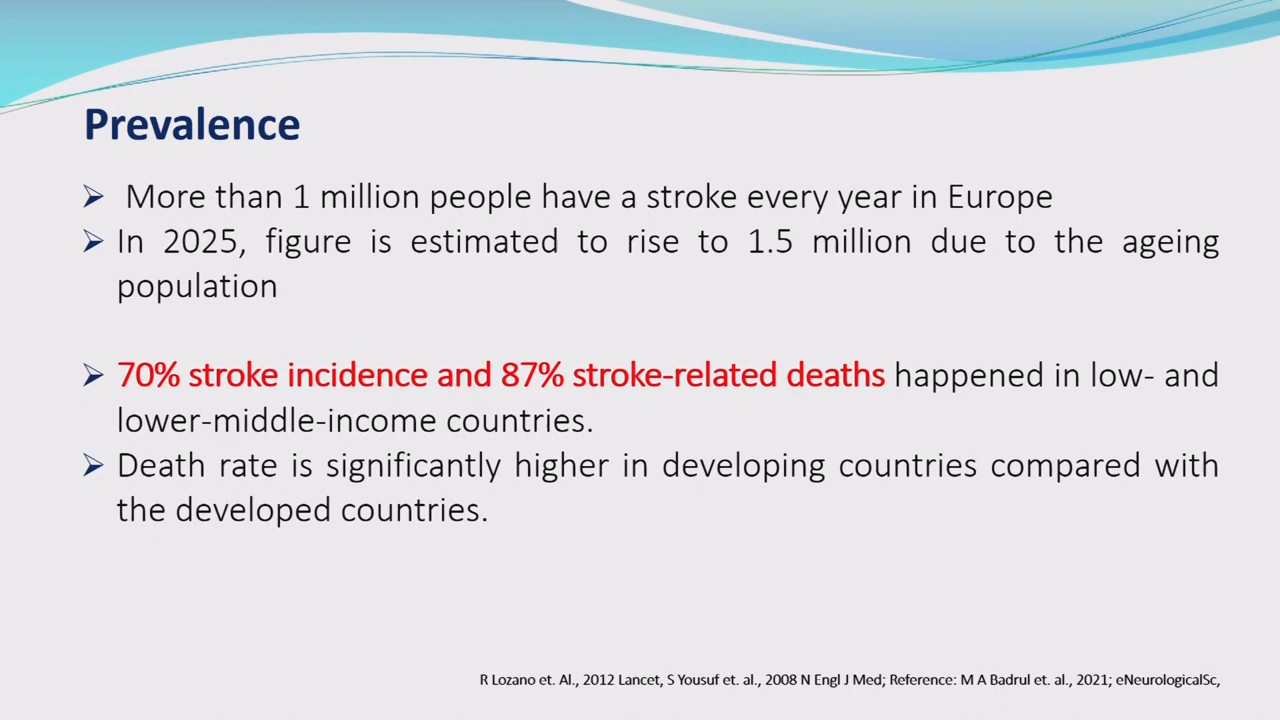 Prevalence
More than 1 million people have a stroke every year in Europe
In 2025, figure is estimated to rise to 1.5 million due to the ageing
population
70% stroke incidence and 87% stroke-related deaths happened in low- and
lower-middle-income countries.
Death rate is significantly higher in developing countries compared with
the developed countries.
R Lozano et. Al., 2012 Lancet, S Yousuf et. al., 2008 N Engl J Med; Reference: M A Badrul et. al., 2021; eNeurologicalSc,